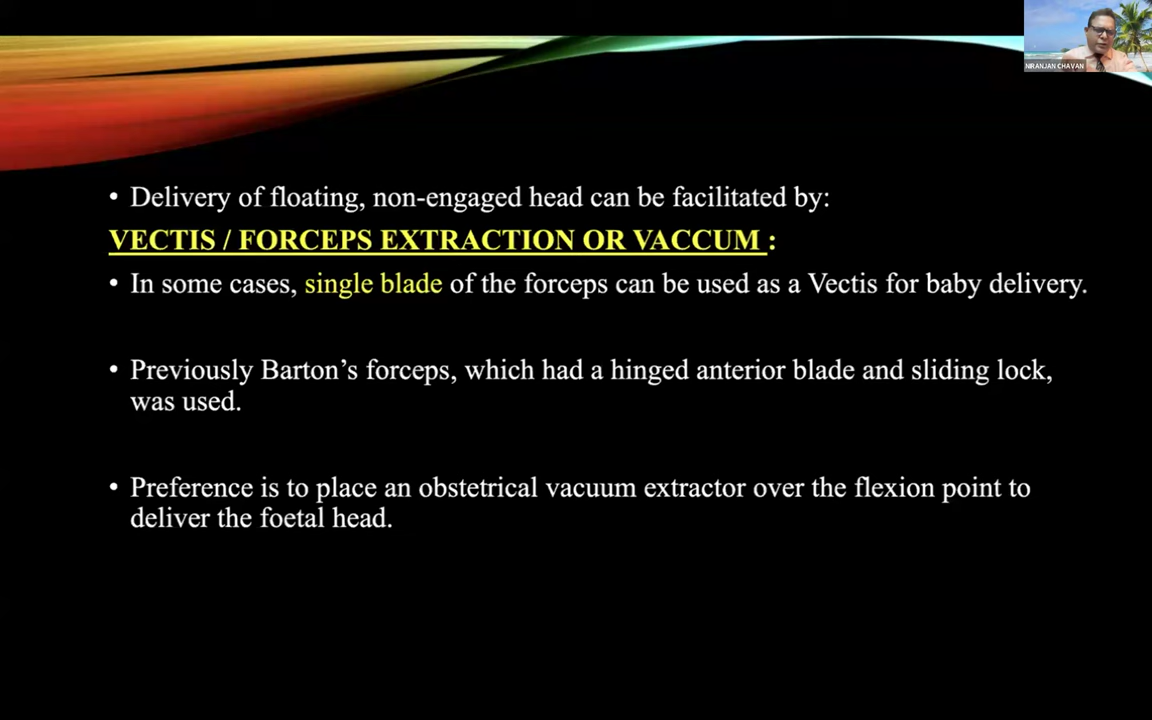 NIRANJAN CHAVAN
• Delivery of floating, non-engaged head can be facilitated by:
VECTIS / FORCEPS EXTRACTION OR VACCUM :
• In some cases, single blade of the forceps can be used as a Vectis for baby delivery.
• Previously Barton’s forceps, which had a hinged anterior blade and sliding lock,
was used.
• Preference is to place an obstetrical vacuum extractor over the flexion point to
deliver the foetal head.